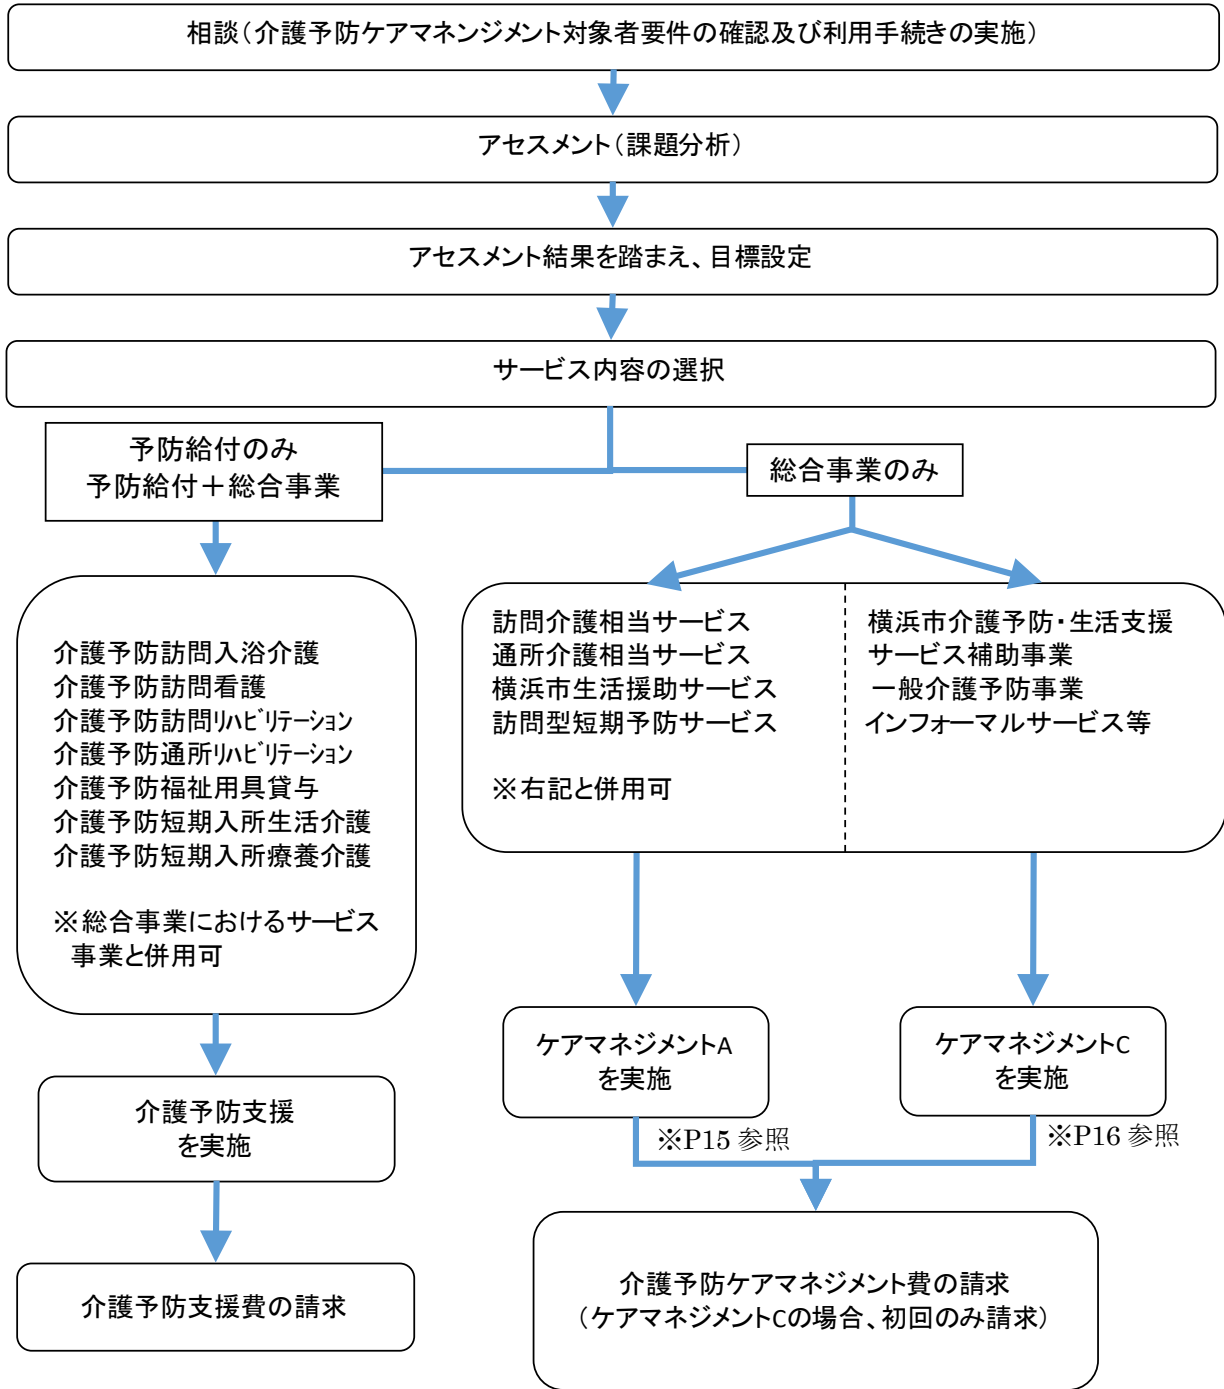 相談（介護予防ケアマネンジメント対象者要件の確認及び利用手続きの実施）
アセスメント（課題分析）
アセスメント結果を踏まえ、目標設定
サービス内容の選択
予防給付のみ
予防給付＋総合事業
総合事業のみ
介護予防訪問入浴介護
介護予防訪問看護
介護予防訪問ﾘﾊﾋﾞﾘﾃｰｼｮﾝ
介護予防通所ﾘﾊﾋﾞﾘﾃｰｼｮﾝ
介護予防福祉用具貸与
介護予防短期入所生活介護
介護予防短期入所療養介護
※総合事業におけるサービス
事業と併用可
訪問介護相当サービス
通所介護相当サービス
横浜市生活援助サービス
訪問型短期予防サービス
※右記と併用可
横浜市介護予防・生活支援
サービス補助事業
一般介護予防事業
インフォーマルサービス等
介護予防支援
を実施
ケアマネジメントA
を実施
ケアマネジメントC
を実施
※P15 参照
※P16 参照
介護予防支援費の請求
介護予防ケアマネジメント費の請求
（ケアマネジメントCの場合、初回のみ請求）